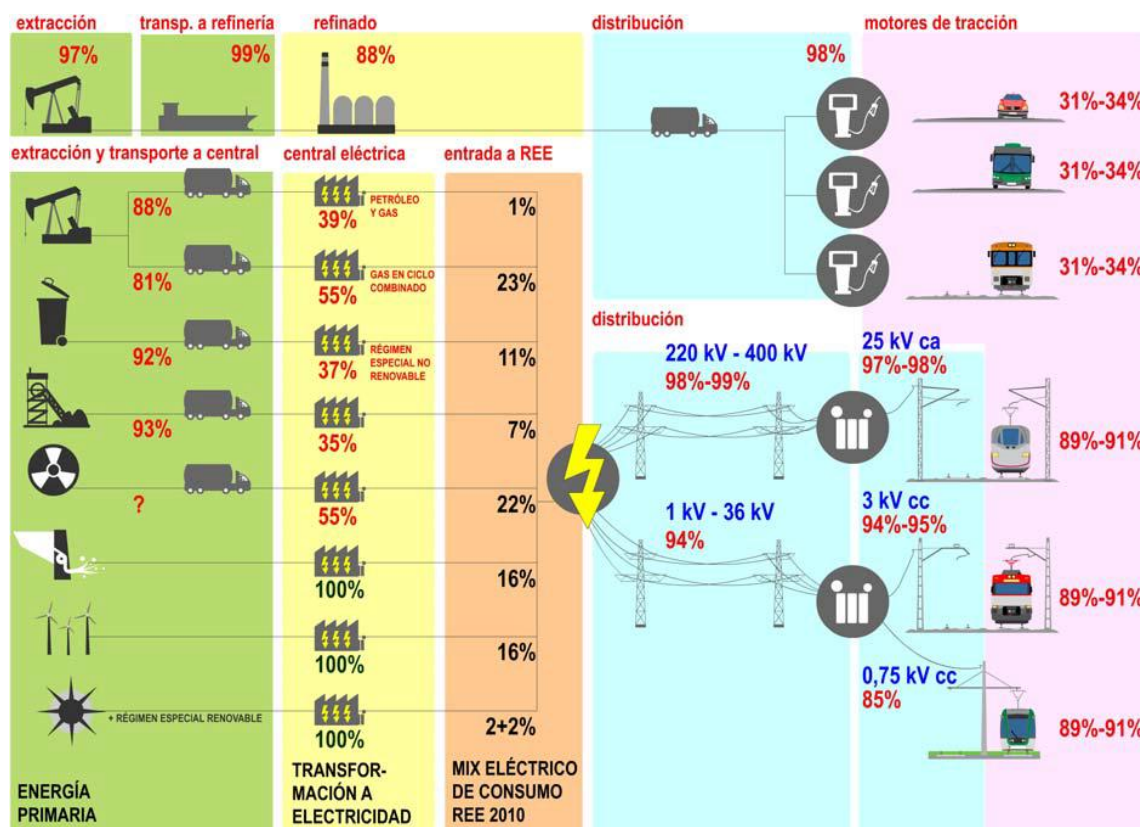 extracción
transp. a refinería
refinado
distribución
motores de tracción
97%
99%
88%
98%
31%-34%
31%-34%
31%-34%
extracción y transporte a central
central eléctrica
entrada a REE
88%
39%
PETRÓLEO
Y GAS
1%
81%
55%
GAS EN CICLO
COMBINADO
23%
92%
37%
RÉGIMEN
ESPECIAL NO
RENOVABLE
11%
93%
35%
7%
?
55%
22%
100%
16%
100%
16%
+ RÉGIMEN ESPECIAL RENOVABLE
100%
2+2%
distribución
220 kV - 400 kV
98%-99%
25 kV ca
97%-98%
89%-91%
1 kV - 36 kV
94%
3 kV cc
94%-95%
89%-91%
0,75 kV cc
85%
89%-91%
ENERGÍA
PRIMARIA
TRANSFOR-
MACIÓN A
ELECTRICIDAD
MIX ELÉCTRICO
DE CONSUMO
REE 2010